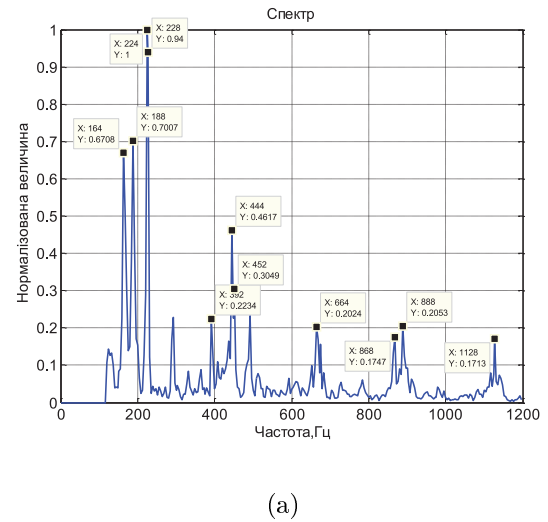 Спектр
X: 228
Y: 0.94
X: 224
Y: 1
X: 188
Y: 0.7007
X: 164
Y: 0.6708
X: 444
Y: 0.4617
X: 452
Y: 0.3049
X: 392
Y: 0.2234
X: 664
Y: 0.2024
X: 888
Y: 0.2053
X: 868
Y: 0.1747
X: 1128
Y: 0.1713
1
0.9
0.8
0.7
0.6
0.5
0.4
0.3
0.2
0.1
0
Нормалізована величина
0 200 400 600 800 1000 1200
Частота,Гц
(a)